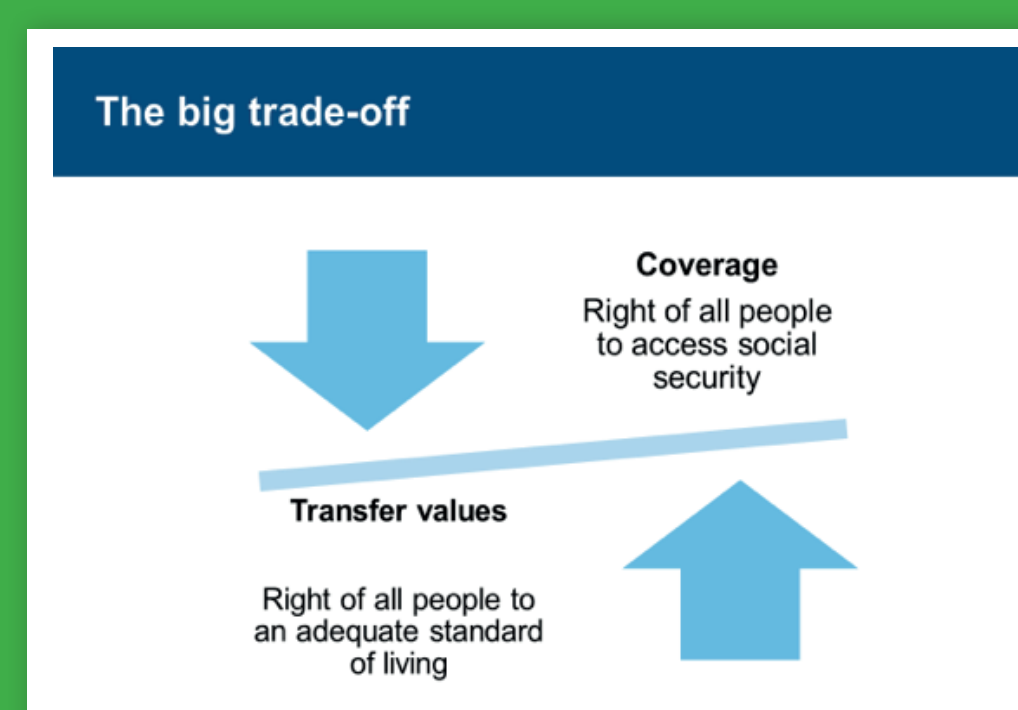 The big trade-off
Coverage
Right of all people
to access social
security
Transfer values
Right of all people to
an adequate standard
of living